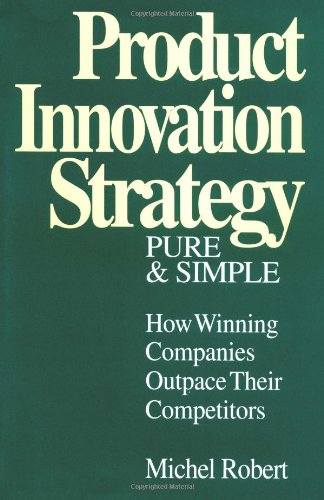 Product
Innovation
Strategy
PURE
& SIMPLE
How Winning
Companies
Outpace Their
Competitors
Michel Robert